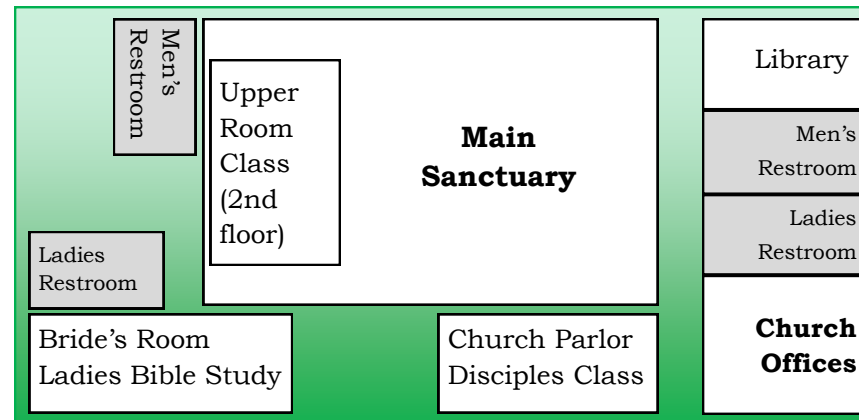 Men's
Restroom
Upper
Room
Class
(2nd
floor)
Main
Sanctuary
Library
Men's
Restroom
Ladies
Restroom
Ladies
Restroom
Bride's Room
Ladies Bible Study
Church Parlor
Disciples Class
Church
Offices